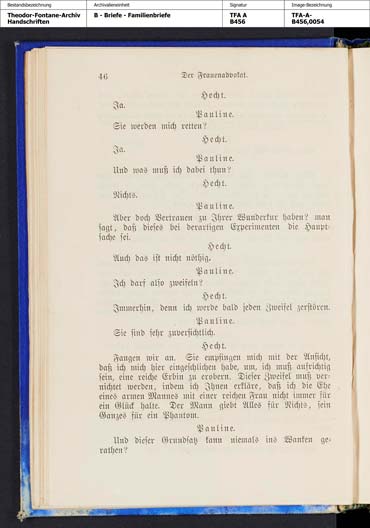 Bestandsbezeichnung
Theodor-Fontane-Archiv
Handschriften
Archivalieneinheit
B - Briefe - Familienbriefe
Signatur
TFA A
B456
Image-Bezeichnung
TFA-A-
B456,0054
46 Der Frauenadvokat.
Hecht.
Ja.
Pauline.
Sie werden mich retten?
Hecht.
Ja.
Pauline.
Und was muß ich dabei thun?
Hecht.
Nichts.
Pauline.
Aber doch Vertrauen zu Ihrer Wunderkur haben? man
sagt, daß dieses bei derartigen Experimenten die Haupt-
sache sei.
Hecht.
Auch das ist nicht nöthig.
Pauline.
Ich darf also zweifeln?
Hecht.
Immerhin, denn ich werde bald jeden Zweifel zerstören.
Pauline.
Sie sind sehr zuversichtlich.
Hecht.
Fangen wir an. Sie empfingen mich mit der Ansicht,
daß ich mich hier eingeschlichen habe, um, ich muß aufrichtig
sein, eine reiche Erbin zu erobern. Dieser Zweifel muß ver-
nichtet werden, indem ich Ihnen erkläre, daß ich die Ehe
eines armen Mannes mit einer reichen Frau nicht immer für
ein Glück halte. Der Mann giebt Alles für Nichts, sein
Ganzes für ein Phantom.
Pauline.
Und dieser Grundsatz kann niemals ins Wanken ge-
rathen?